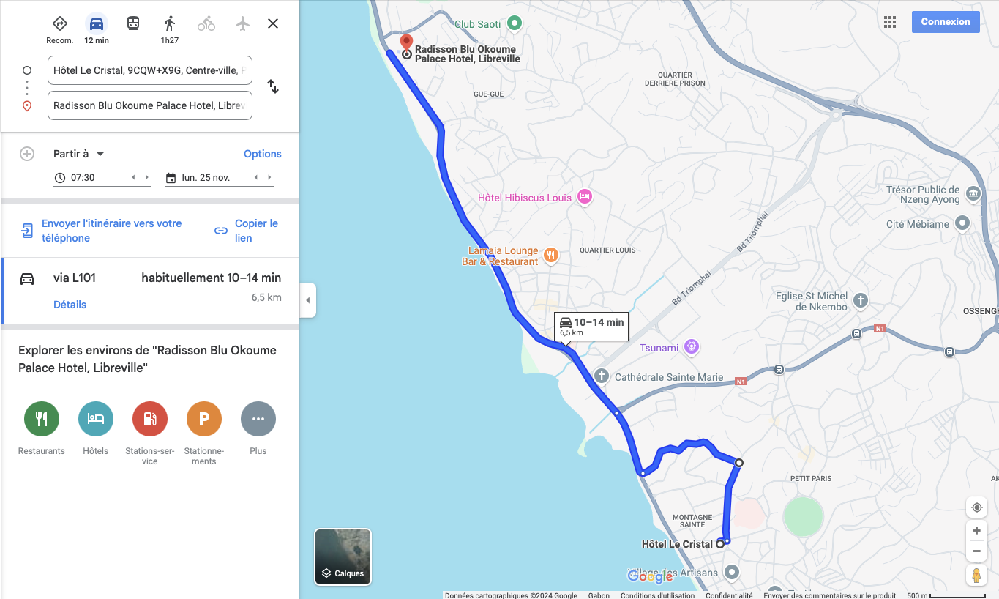 Recom.
12 min
1h27
—
—
Hôtel Le Cristal, 9CQW+X9G, Centre-ville,
Radisson Blu Okoume Palace Hotel, Librev
Partir à
Options
07:30
lun. 25 nov.
Envoyer l'itinéraire vers votre
téléphone
Copier le
lien
via L101
habituellement 10–14 min
6,5 km
Détails
Explorer les environs de "Radisson Blu Okoume
Palace Hotel, Libreville"
P
Restaurants
Hôtels
Stations-ser-
vice
Stationne-
ments
Plus
Club Saoti
Connexion
Radisson Blu Okoume
Palace Hotel, Libreville
QUARTIER
DERRIERE PRISON
GUE-GUE
Trésor Public de
Nzeng Ayong
Hôtel Hibiscus Louis
Cité Mébiame
Bd Triomphal
Lamaia Lounge
Bar & Restaurant
QUARTIER LOUIS
Bd Triomphal
Eglise St Michel
de Nkembo
OSSENG
10–14 min
6,5 km
N1
Tsunami
Cathédrale Sainte Marie
N1
PETIT PARIS
AK
MONTAGNE
SAINTE
Hôtel Le Cristal
Village des Artisans
Google
Calques
Données cartographiques ©2024 Google
Gabon
Conditions d'utilisation
Confidentialité
Envoyer des commentaires sur le produit
500 m